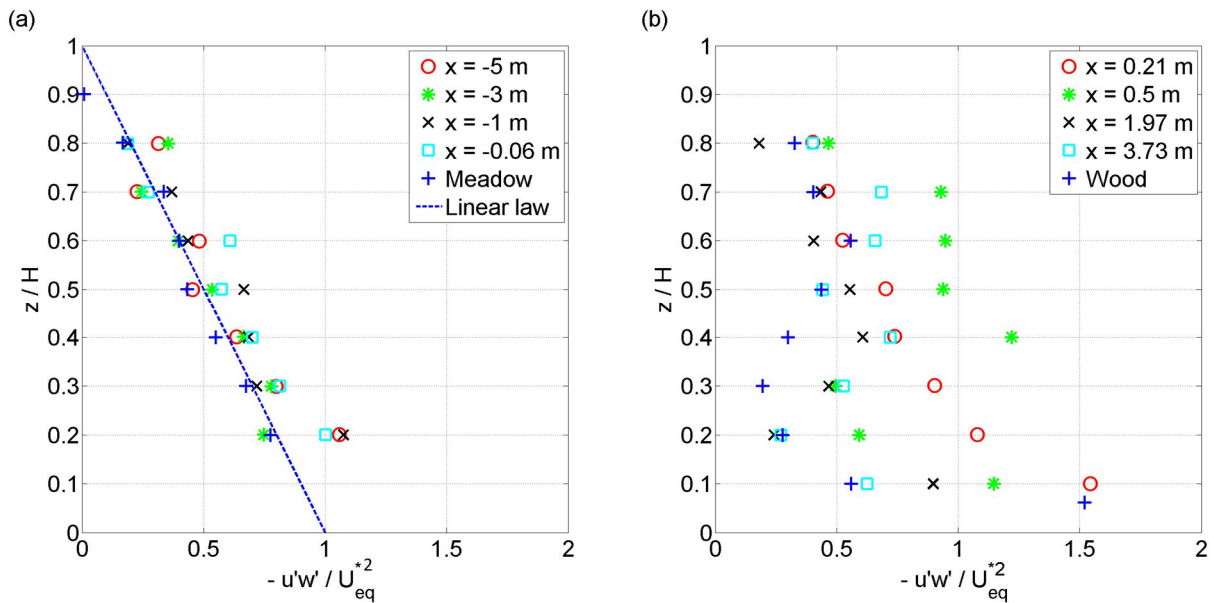 (a)
1
0.9
0.8
0.7
0.6
0.5
0.4
0.3
0.2
0.1
0
z / H
0 0.5 1 1.5 2
- u'w' / U*2eq
x = -5 m
x = -3 m
x = -1 m
x = -0.06 m
Meadow
Linear law
(b)
1
0.9
0.8
0.7
0.6
0.5
0.4
0.3
0.2
0.1
0
z / H
0 0.5 1 1.5 2
- u'w' / U*2eq
x = 0.21 m
x = 0.5 m
x = 1.97 m
x = 3.73 m
Wood